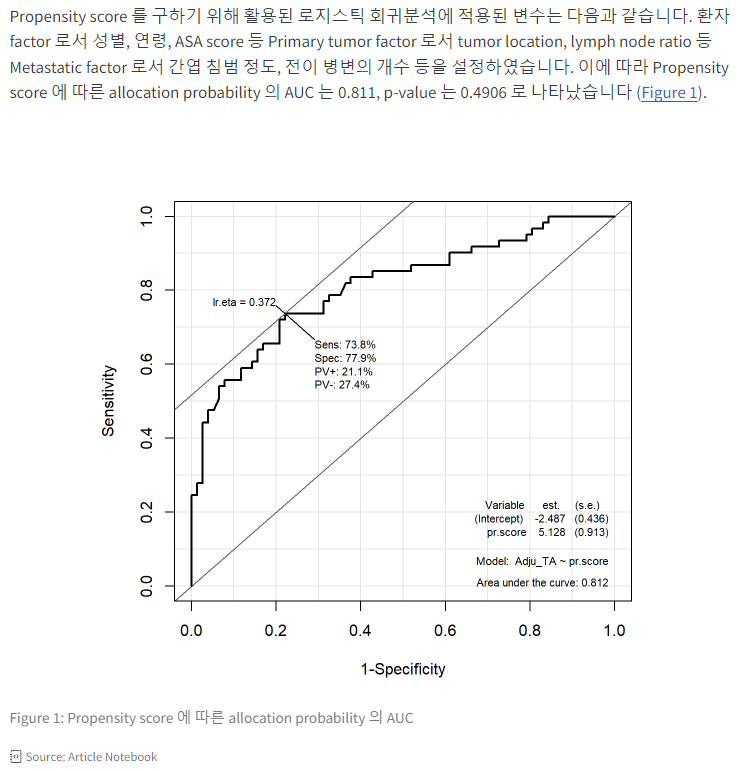 Propensity score 를 구하기 위해 활용된 로지스틱 회귀분석에 적용된 변수는 다음과 같습니다. 환자
factor 로서 성별, 연령, ASA score 등 Primary tumor factor 로서 tumor location, lymph node ratio 등
Metastatic factor 로서 간엽 침범 정도, 전이 병변의 개수 등을 설정하였습니다. 이에 따라 Propensity
score 에 따른 allocation probability 의 AUC 는 0.811, p-value 는 0.4906 로 나타났습니다 (Figure 1).
1.0
0.8
0.6
0.4
0.2
0.0
Sensitivity
lr.eta = 0.372
Sens: 73.8%
Spec: 77.9%
PV+: 21.1%
PV-: 27.4%
Variable est. (s.e.)
(Intercept) -2.487 (0.436)
pr.score 5.128 (0.913)
Model: Adju_TA ~ pr.score
Area under the curve: 0.812
0.0 0.2 0.4 0.6 0.8 1.0
1-Specificity
Figure 1: Propensity score 에 따른 allocation probability 의 AUC
Source: Article Notebook